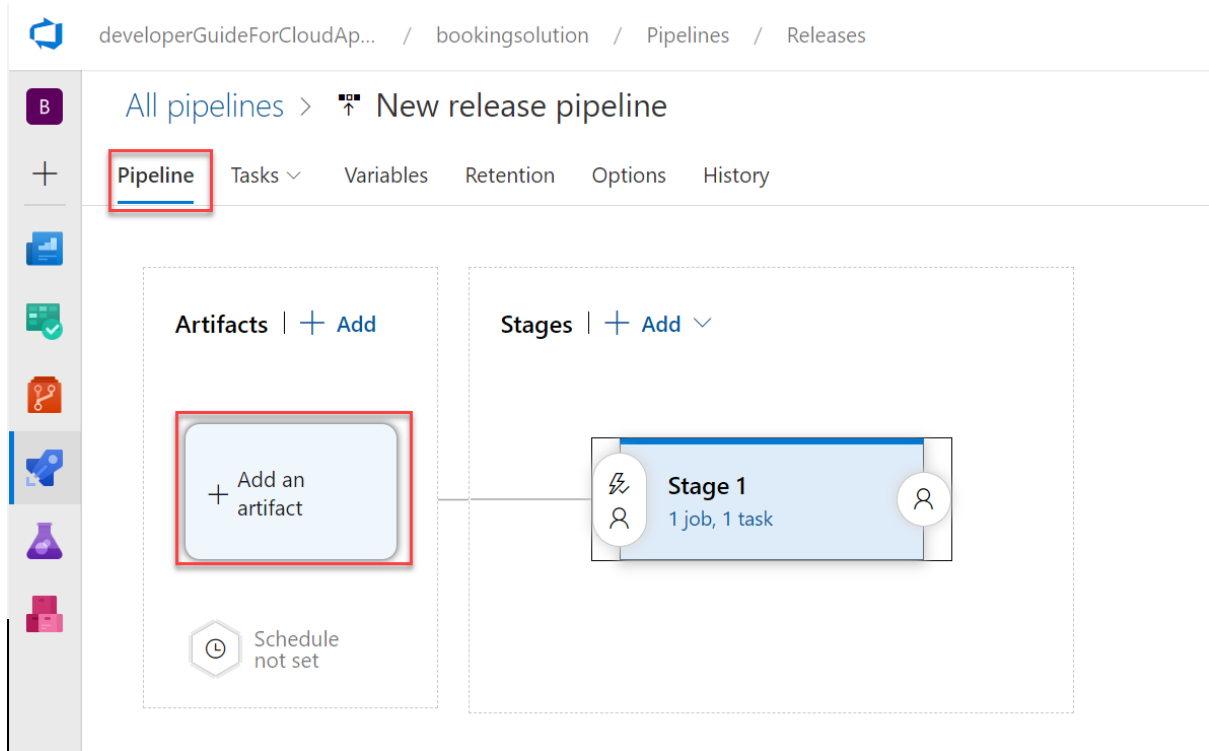 developerGuideForCloudAp... / bookingsolution / Pipelines / Releases
B
All pipelines > New release pipeline
Pipeline Tasks Variables Retention Options History
Artifacts | + Add
Stages | + Add
+ Add an
artifact
Stage 1
1 job, 1 task
Schedule
not set